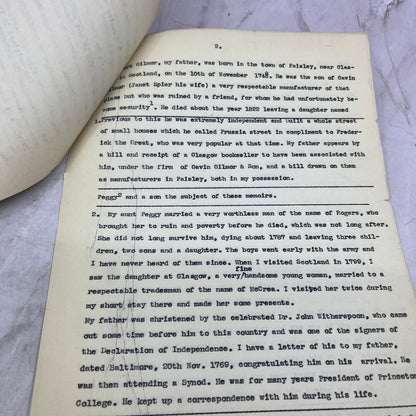 2.
Gilmor, my father, was born in the town of Paisley, near Glas-
in Scotland, on the 10th of November 1748. He was the son of Gavin
(Janet Spier his wife) a very respectable manufacturer of that
but who was ruined by a friend, for whom he had unfortunately be-
come security1. He died about the year 1822 leaving a daughter named
1.Previous to this he was extremely independent and built a whole street
of small houses which he called Prussia street in compliment to Freder-
ick the Great, who was very popular at that time. My father appears by
a bill and receipt of a Glasgow bookseller to have been associated with
him, under the firm of Gavin Gilmor & Son, and a bill drawn on them
as manufacturers in Paisley, both in my possession.
Peggy2 and a son the subject of these memoirs.
2. My aunt Peggy married a very worthless man of the name of Rogers, who
brought her to ruin and poverty before he died, which was not long after.
She did not long survive him, dying about 1787 and leaving three chil-
dren, two sons and a daughter. The boys went early with the army and
I have never heard of them since. When I visited Scotland in 1799, I
fine
saw the daughter at Glasgow, a very/handsome young woman, married to a
respectable tradesman of the name of McCrea. I visited her twice during
my short stay there and made her some presents.
My father was christened by the celebrated Dr. John Witherspoon, who came
out some time before him to this country and was one of the signers of
the Declaration of Independence. I have a letter of his to my father,
dated Baltimore, 20th Nov. 1769, congratulating him on his arrival. He
was then attending a Synod. He was for many years President of Princeton
College. He kept up a correspondence with him during his life.